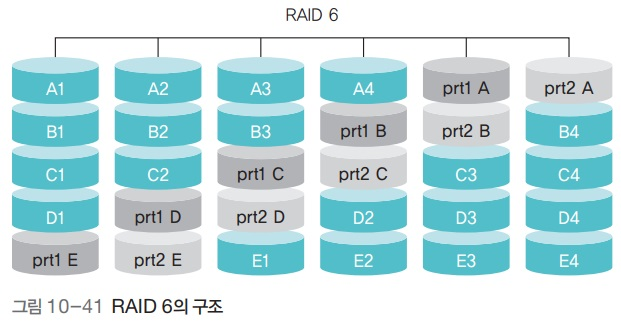 RAID 6
A1 A2 A3 A4 prt1 A prt2 A
B1 B2 B3 prt1 B prt2 B B4
C1 C2 prt1 C prt2 C C3 C4
D1 prt1 D prt2 D D2 D3 D4
prt1 E prt2 E E1 E2 E3 E4
그림 10-41 RAID 6의 구조